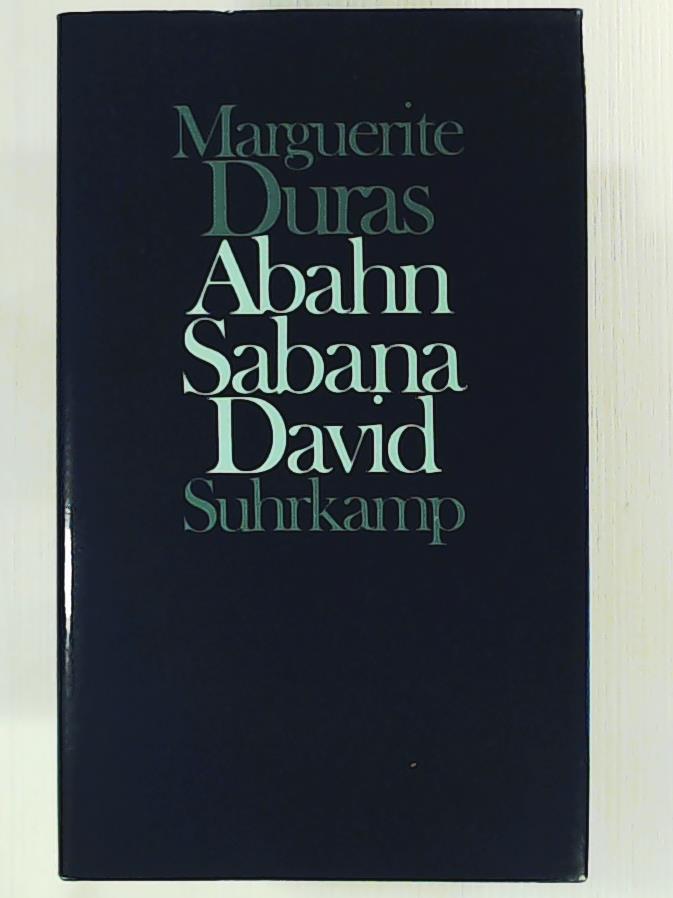 Marguerite
Duras
Abahn
Sabana
David
Suhrkamp